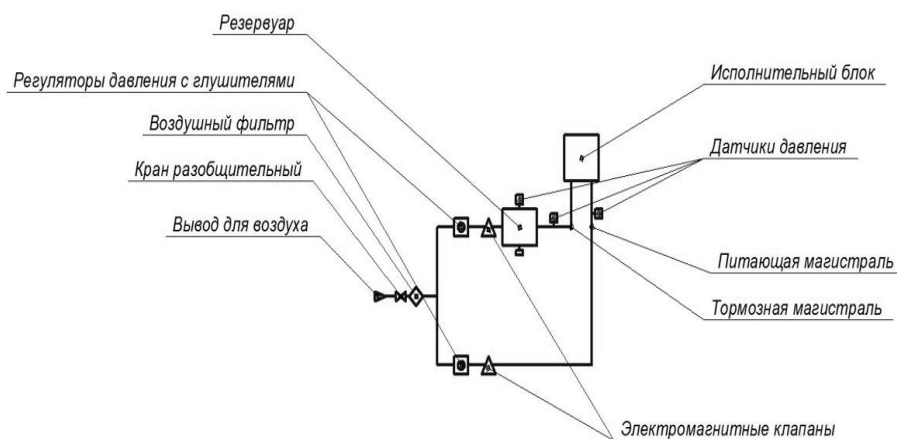 Резервуар
Регуляторы давления с глушителями
Воздушный фильтр
Кран разобщительный
Вывод для воздуха
Исполнительный блок
Датчики давления
Питающая магистраль
Тормозная магистраль
Электромагнитные клапаны